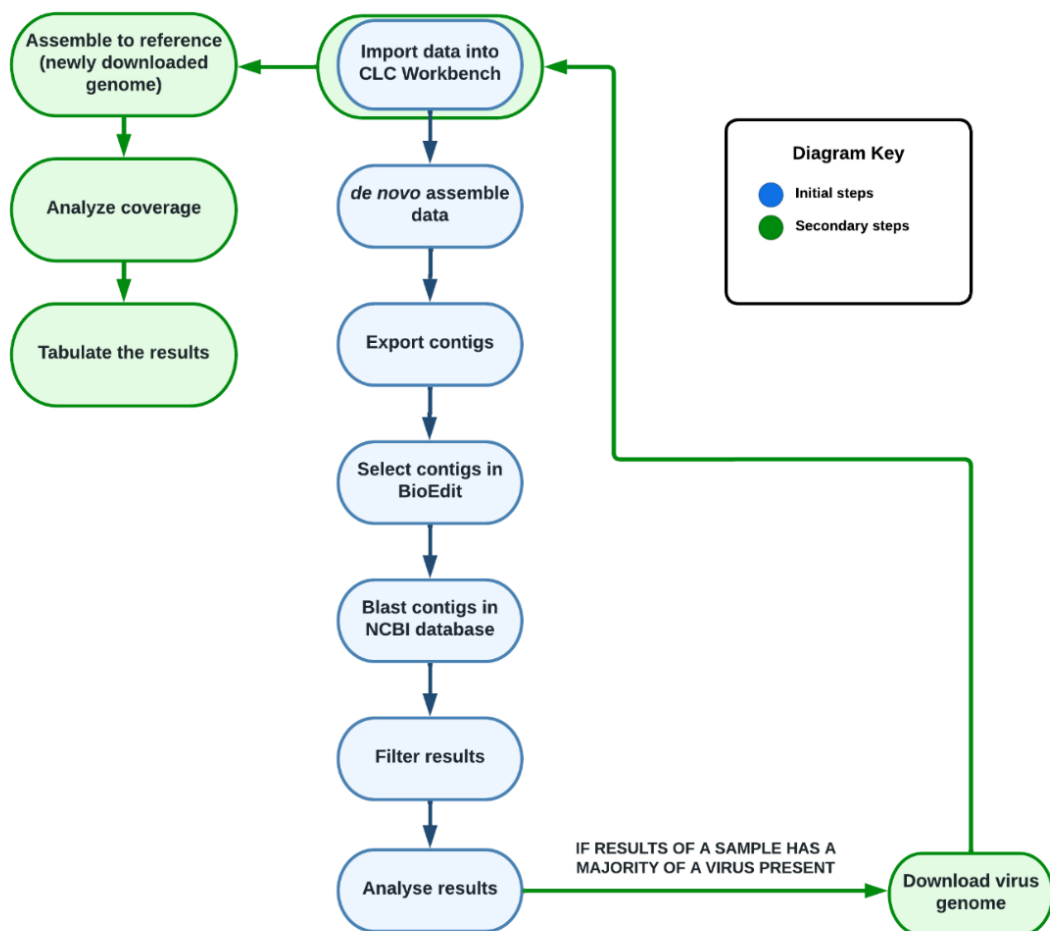 Assemble to reference
(newly downloaded
genome)
Import data into
CLC Workbench
Diagram Key
Initial steps
Secondary steps
Analyze coverage
de novo assemble
data
Tabulate the results
Export contigs
Select contigs in
BioEdit
Blast contigs in
NCBI database
Filter results
Analyse results
IF RESULTS OF A SAMPLE HAS A
MAJORITY OF A VIRUS PRESENT
Download virus
genome